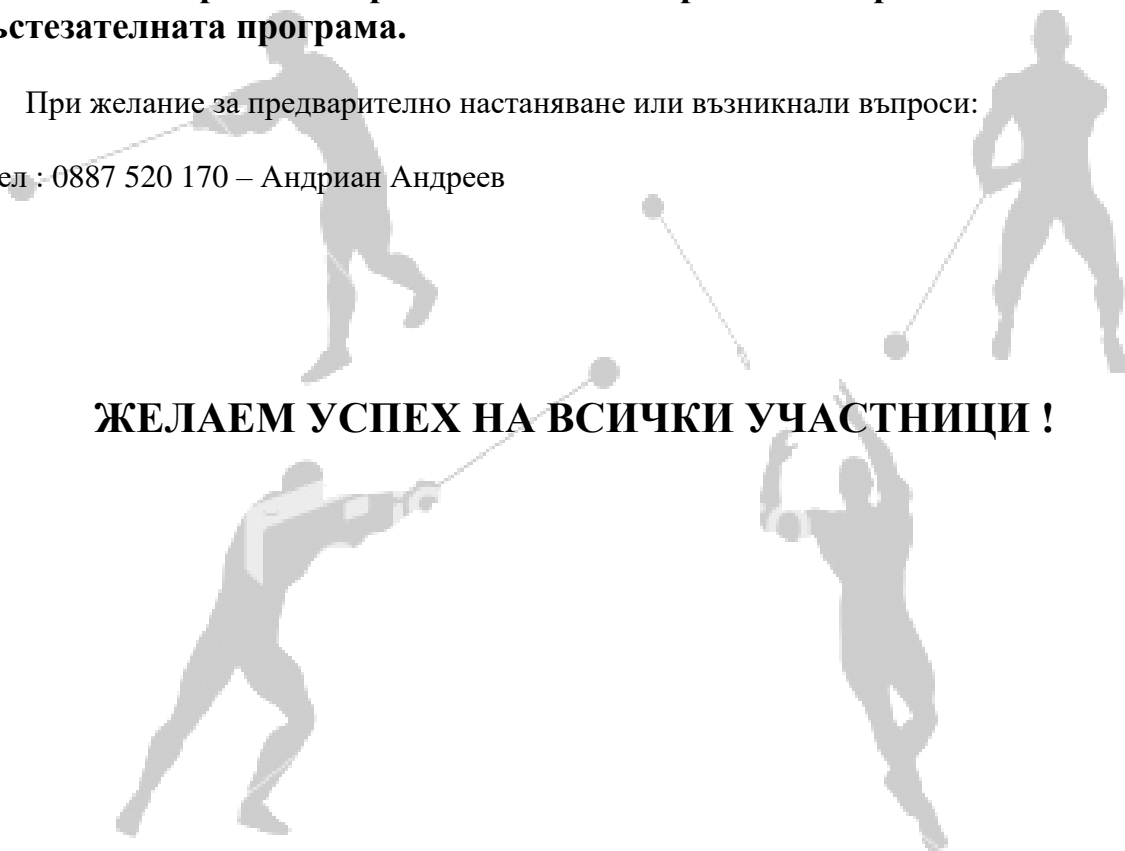 ъстезателната програма.
При желание за предварително настаняване или възникнали въпроси:
ел : 0887 520 170 – Андриан Андреев
ЖЕЛАЕМ УСПЕХ НА ВСИЧКИ УЧАСТНИЦИ !